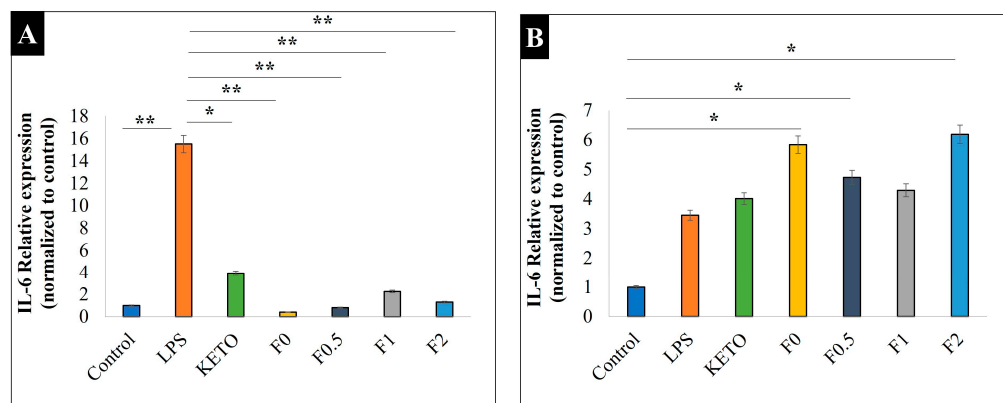 A
**
**
**
**
**
*
IL-6 Relative expression
(normalized to control)
18
16
14
12
10
8
6
4
2
0
Control
LPS
KETO
F0
F0.5
F1
F2
B
*
*
*
IL-6 Relative expression
(normalized to control)
7
6
5
4
3
2
1
0
Control
LPS
KETO
F0
F0.5
F1
F2